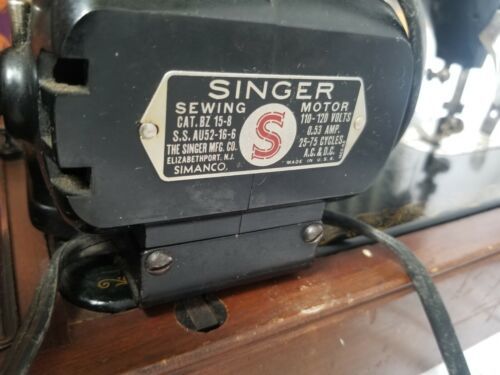 SINGER
SEWING MOTOR
CAT. BZ 15-8 110-120 VOLTS
S.S. AU52-16-6 0.53 AMP.
THE SINGER MFG. CO. 25-75 CYCLES,
ELIZABETHPORT, N.J. A.C. & D.C.
SIMANCO. MADE IN U.S.A.
S